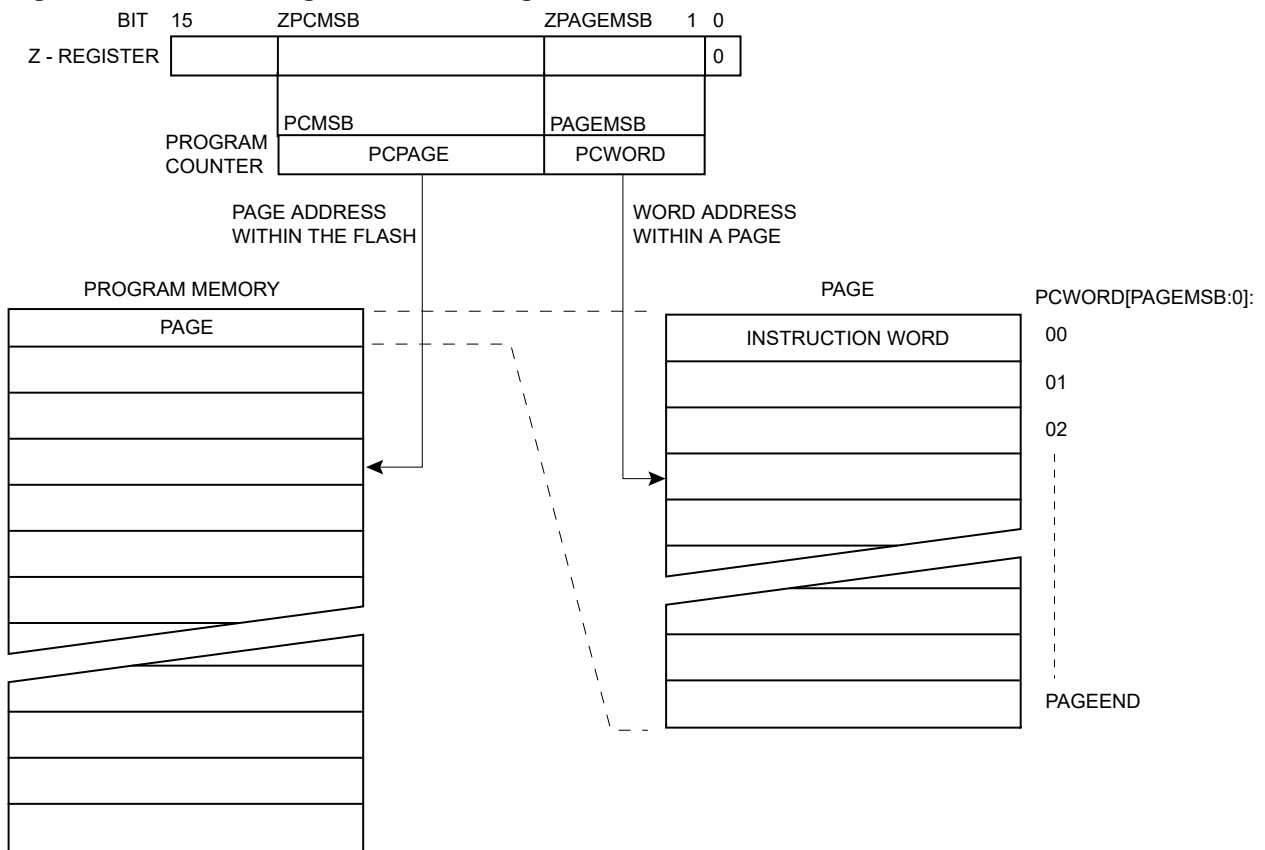 BIT 15 ZPCMSB ZPAGEMSB 1 0
Z - REGISTER 0
PCMSB PAGEMSB
PROGRAM
COUNTER
PCPAGE PCWORD
PAGE ADDRESS
WITHIN THE FLASH
WORD ADDRESS
WITHIN A PAGE
PROGRAM MEMORY
PAGE
PAGE
INSTRUCTION WORD
PCWORD[PAGEMSB:0]:
00
01
02
PAGEEND